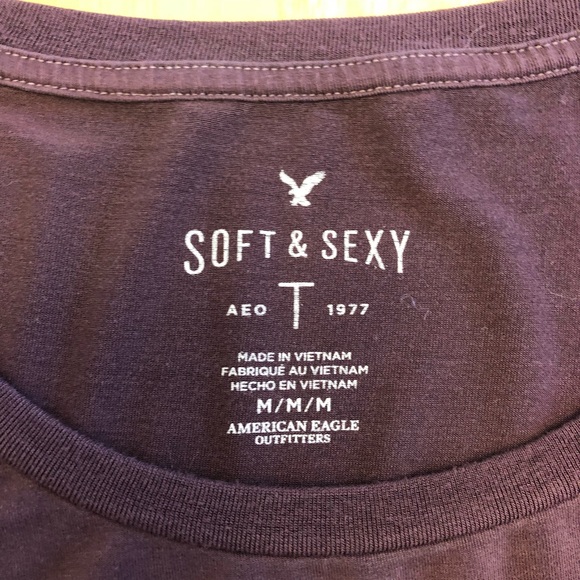 SOFT & SEXY
AEO T 1977
MADE IN VIETNAM
FABRIQUÉ AU VIETNAM
HECHO EN VIETNAM
M/M/M
AMERICAN EAGLE
OUTFITTERS